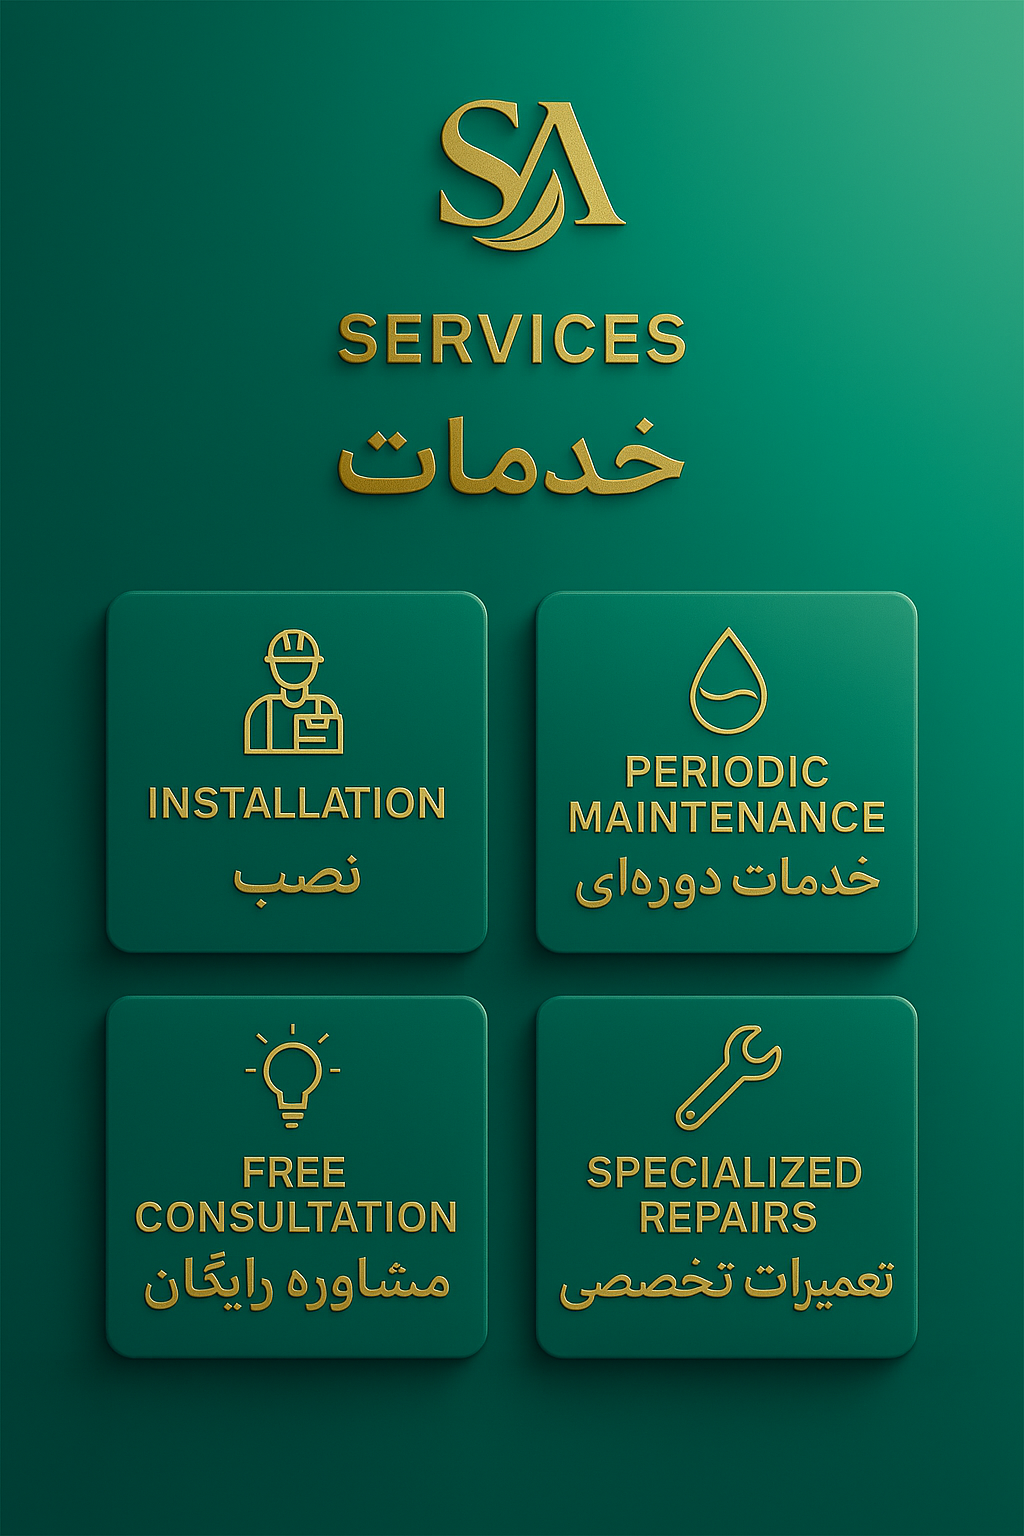 SA
SERVICES
خدمات
INSTALLATION
نصب
PERIODIC
MAINTENANCE
خدمات دوره‌ای
FREE
CONSULTATION
مشاوره رایگان
SPECIALIZED
REPAIRS
تعمیرات تخصصی